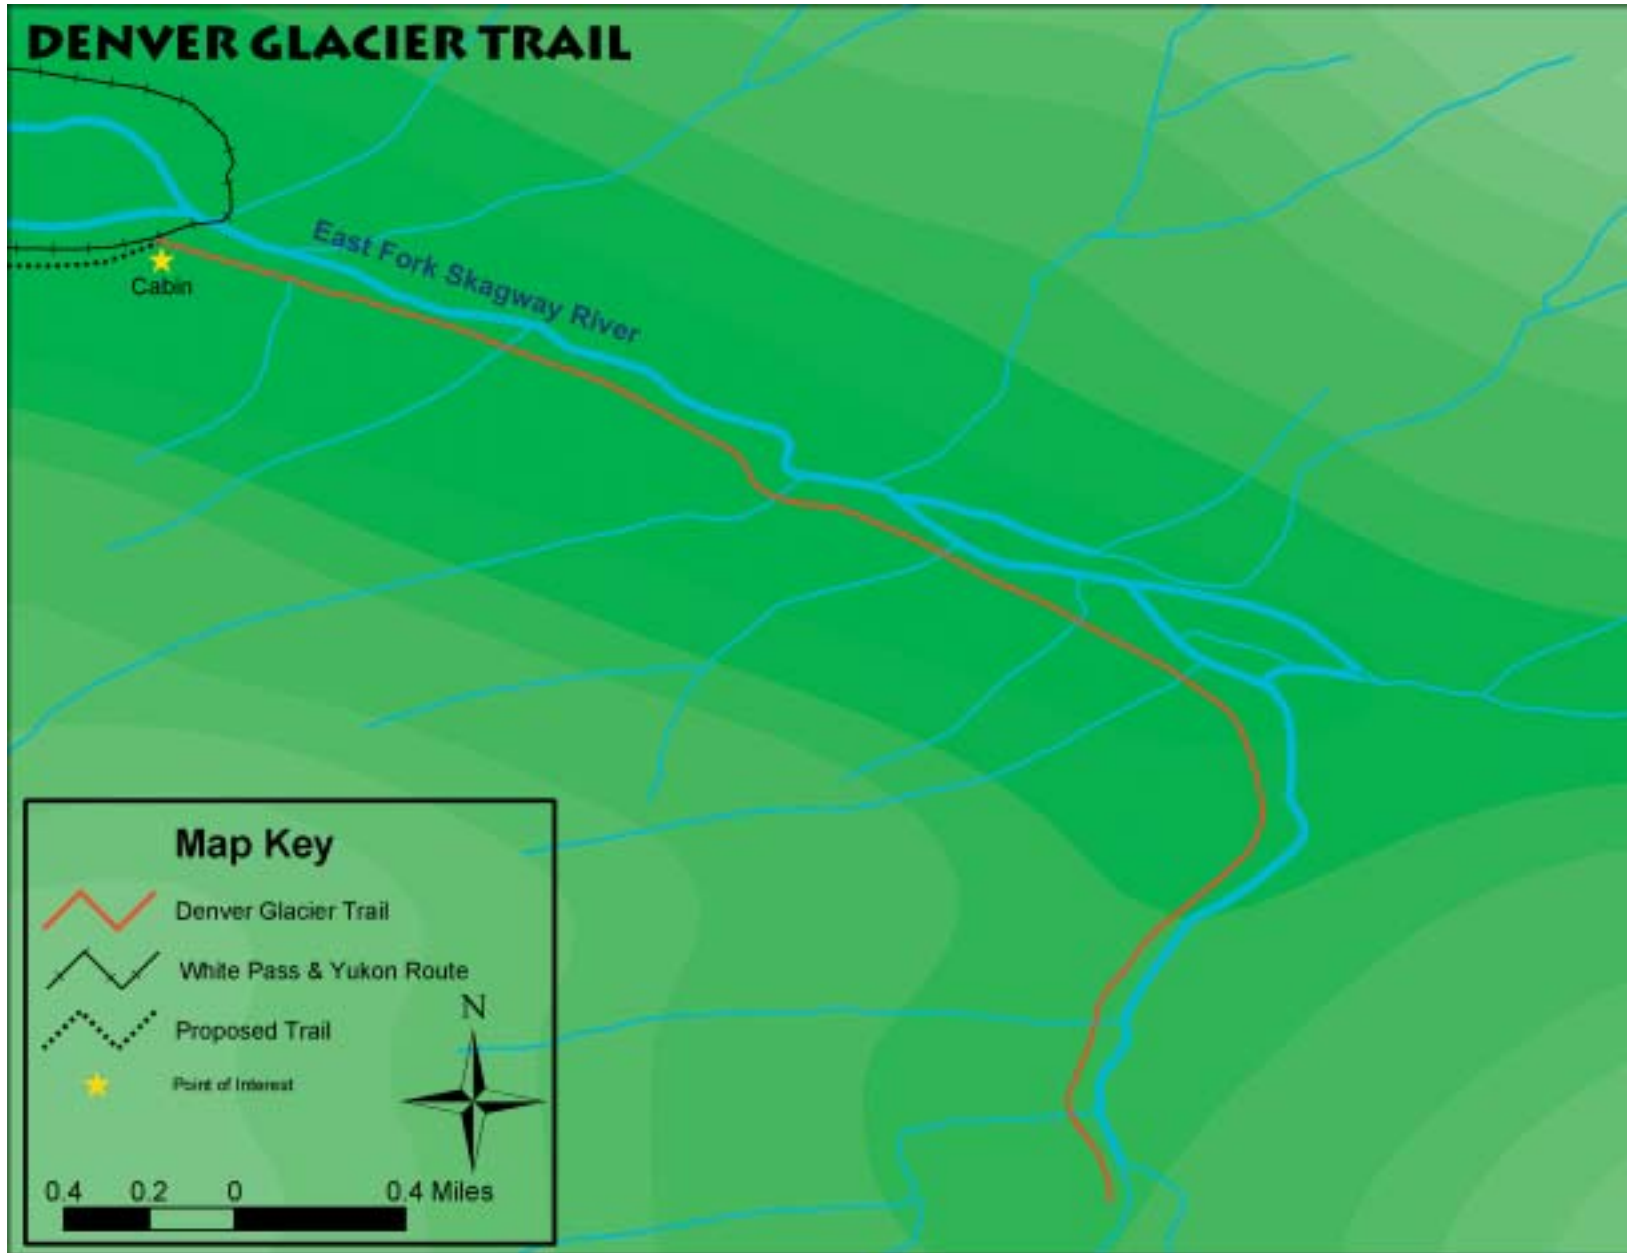 DENVER GLACIER TRAIL
East Fork Skagway River
Cabin
Map Key
Denver Glacier Trail
White Pass & Yukon Route
Proposed Trail
Point of Interest
N
0.4 0.2 0 0.4 Miles